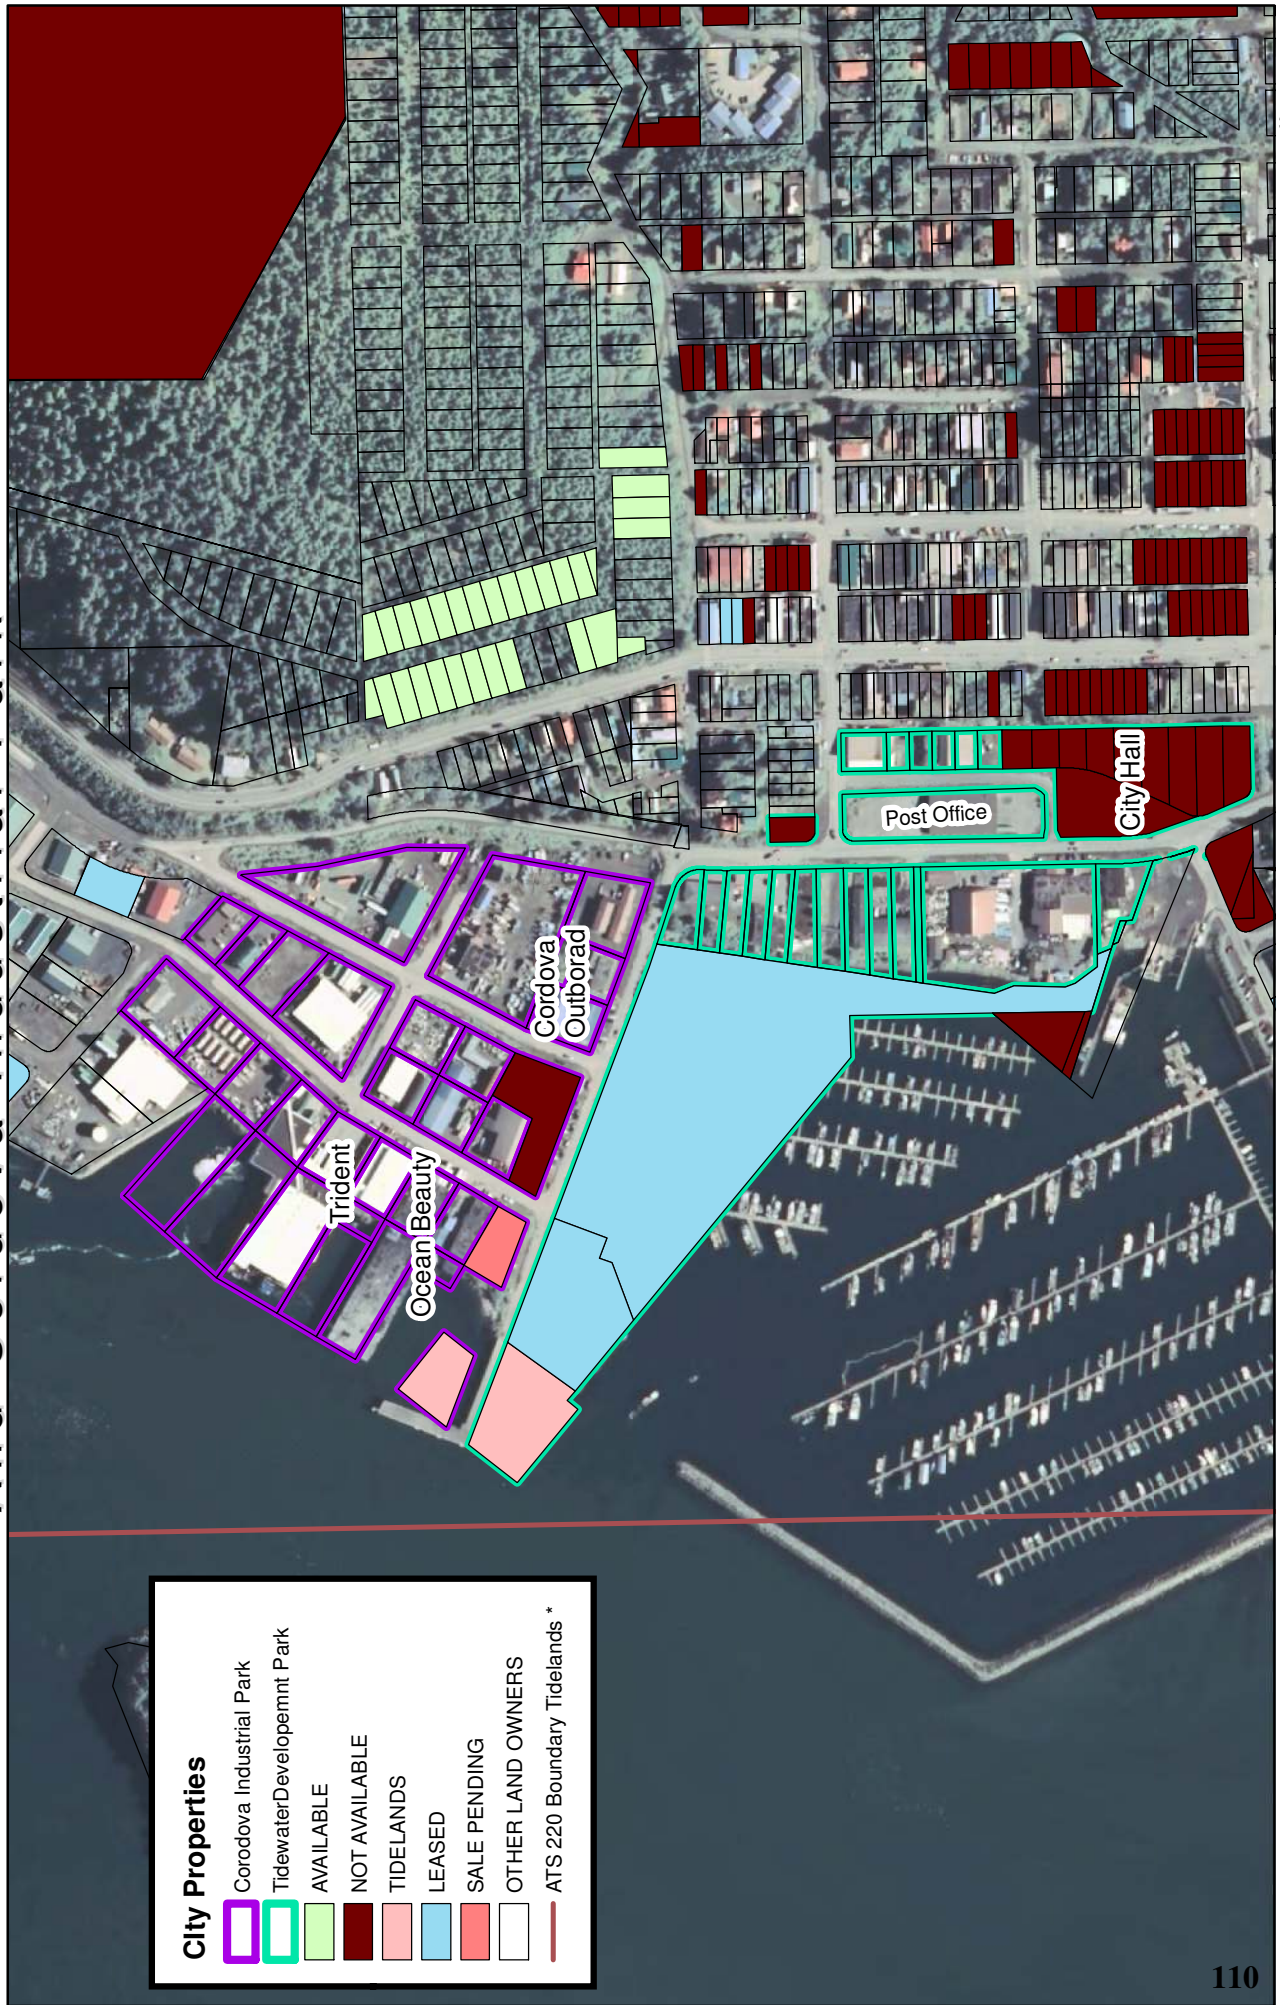 CIty Properties
Corodova Industrial Park
TidewaterDevelopemnt Park
AVAILABLE
NOT AVAILABLE
TIDELANDS
LEASED
SALE PENDING
OTHER LAND OWNERS
ATS 220 Boundary Tidelands *
Trident
Ocean Beauty
Cordova
Outborad
Post Office
City Hall
110